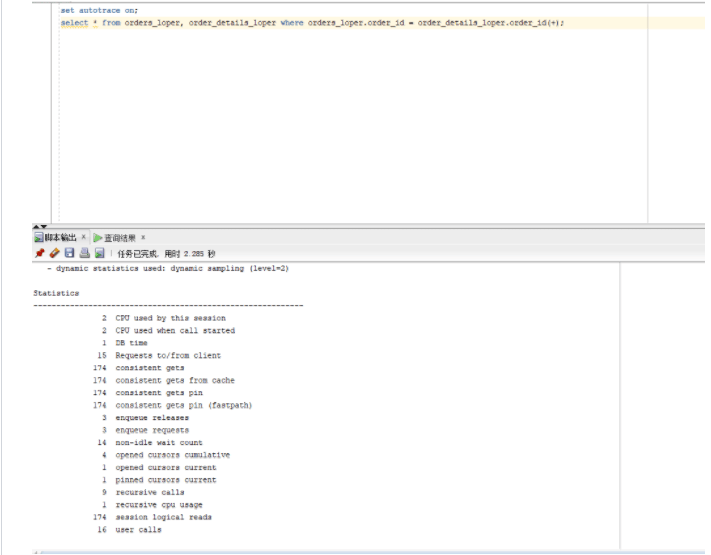 set autotrace on;
select * from orders_loper, order_details_loper where orders_loper.order_id = order_details_loper.order_id(+);
脚本输出 × 查询结果 ×
任务已完成. 用时 2.285 秒
- dynamic statistics used: dynamic sampling (level=2)
Statistics
-----------------------------------------------------------
2 CPU used by this session
2 CPU used when call started
1 DB time
15 Requests to/from client
174 consistent gets
174 consistent gets from cache
174 consistent gets pin
174 consistent gets pin (fastpath)
3 enqueue releases
3 enqueue requests
14 non-idle wait count
4 opened cursors cumulative
1 opened cursors current
1 pinned cursors current
9 recursive calls
1 recursive cpu usage
174 session logical reads
16 user calls